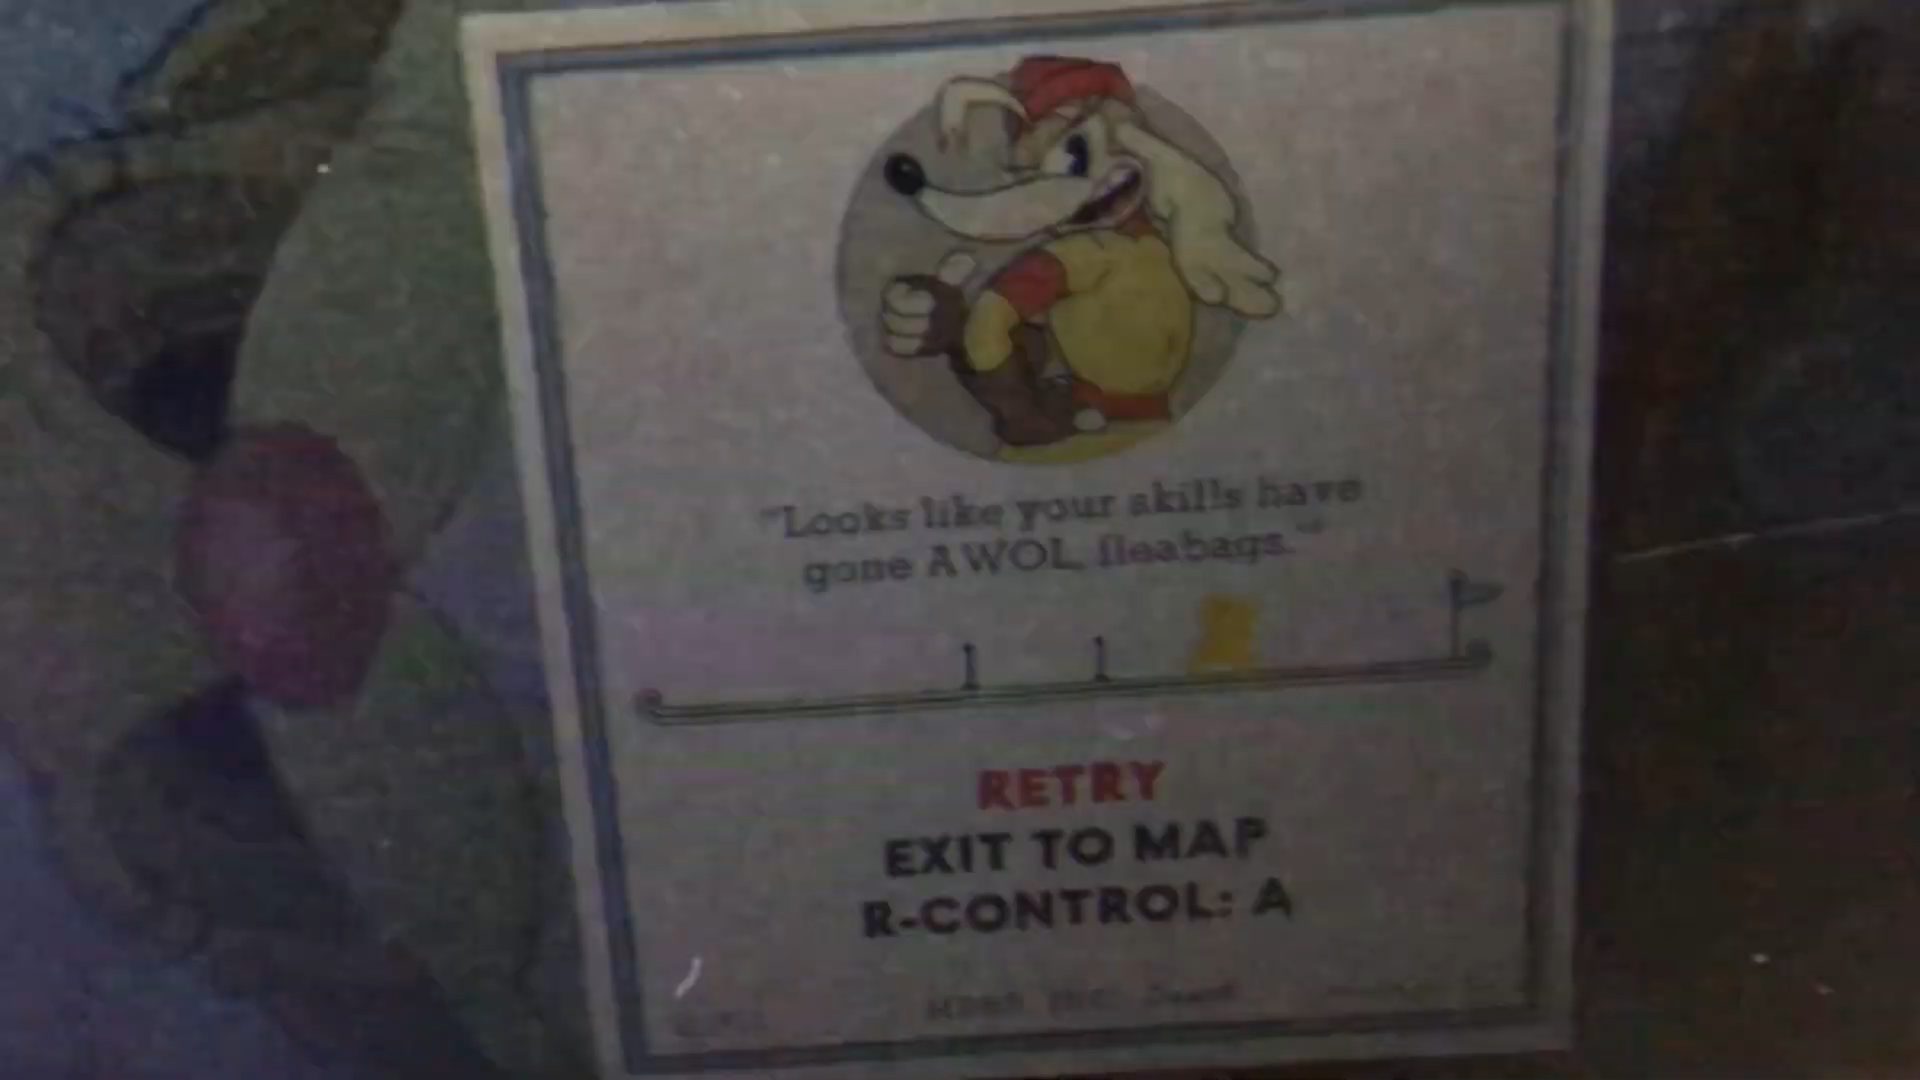 "Looks like your skills have
gone AWOL, fleabags."
RETRY
EXIT TO MAP
R-CONTROL: A